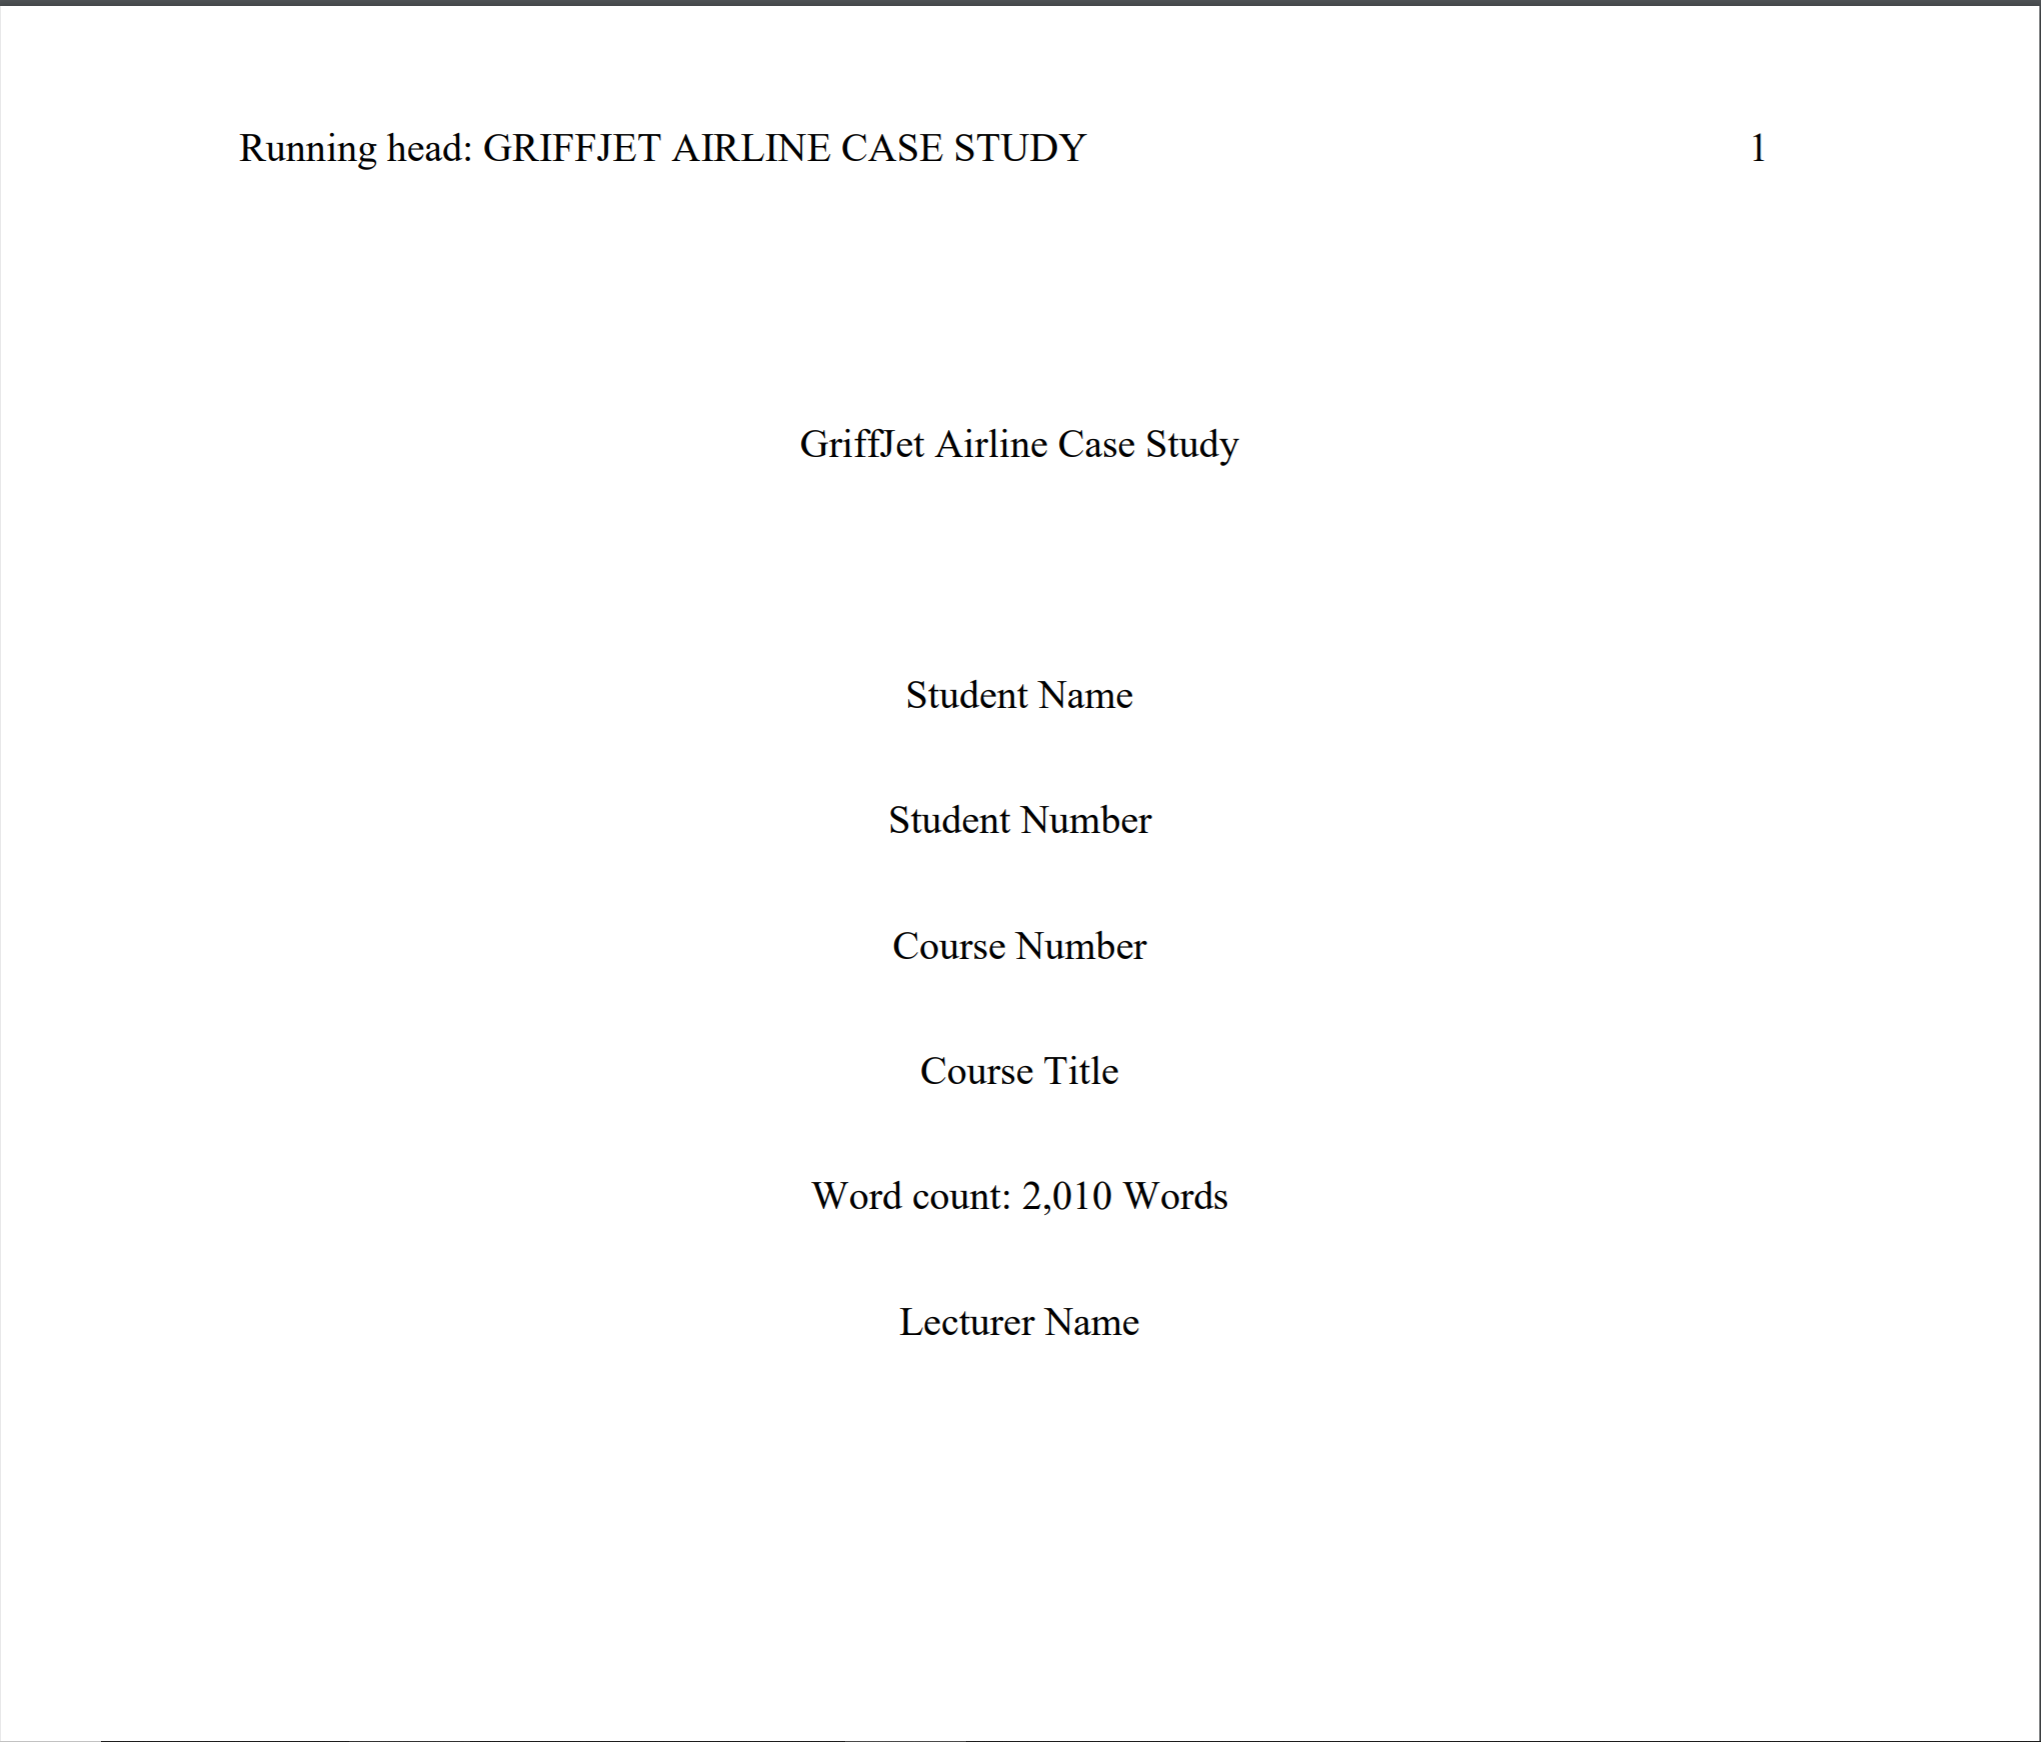 Running head: GRIFFJET AIRLINE CASE STUDY 1
GriffJet Airline Case Study
Student Name
Student Number
Course Number
Course Title
Word count: 2,010 Words
Lecturer Name